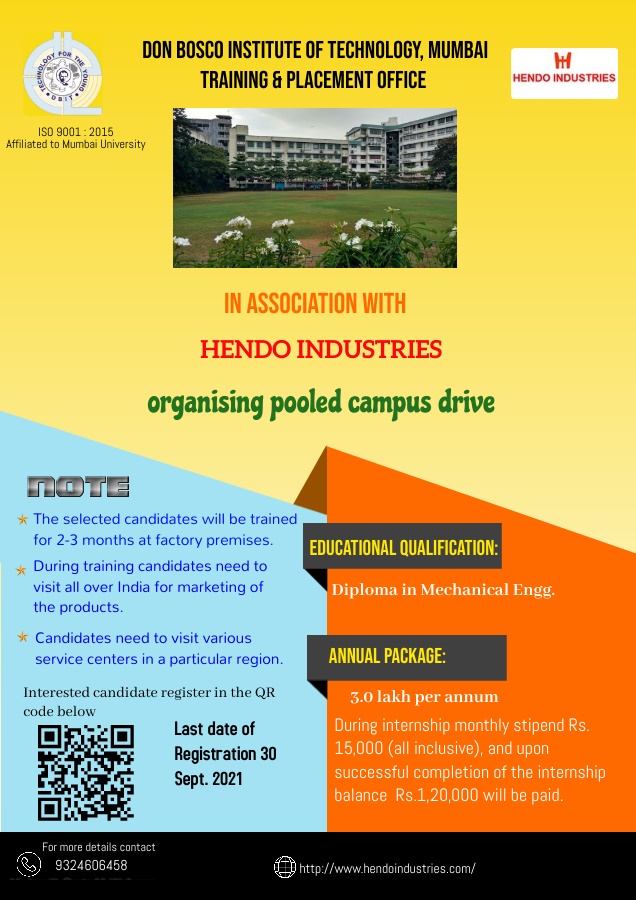 DON BOSCO INSTITUTE OF TECHNOLOGY, MUMBAI
TRAINING & PLACEMENT OFFICE
TECHNOLOGY FOR THE YOUNG
DBIT
HENDO INDUSTRIES
ISO 9001 : 2015
Affiliated to Mumbai University
IN ASSOCIATION WITH
HENDO INDUSTRIES
organising pooled campus drive
NOTE
The selected candidates will be trained
for 2-3 months at factory premises.
During training candidates need to
visit all over India for marketing of
the products.
Candidates need to visit various
service centers in a particular region.
Interested candidate register in the QR
code below
Last date of
Registration 30
Sept. 2021
EDUCATIONAL QUALIFICATION:
Diploma in Mechanical Engg.
ANNUAL PACKAGE:
3.0 lakh per annum
During internship monthly stipend Rs.
15,000 (all inclusive), and upon
successful completion of the internship
balance Rs.1,20,000 will be paid.
For more details contact
9324606458
http://www.hendoindustries.com/